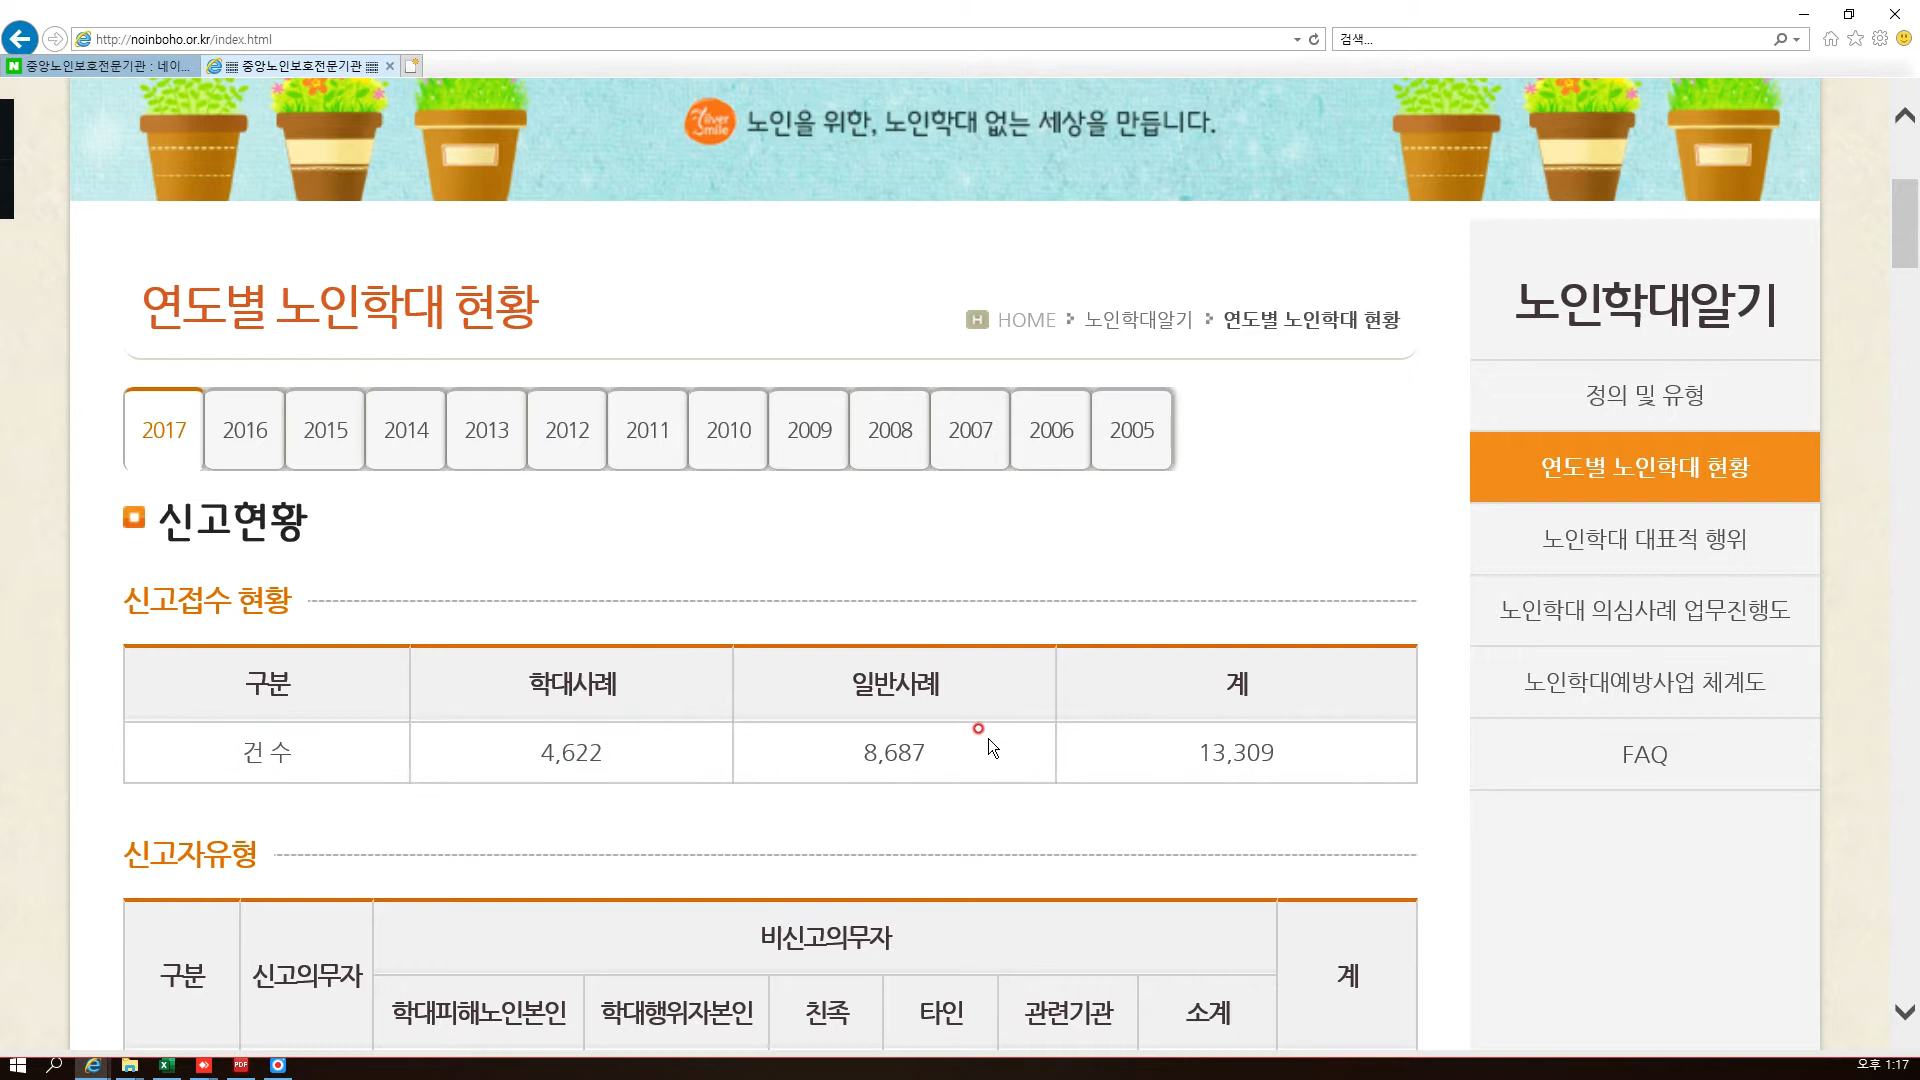 http://noinboho.or.kr/index.html
검색...
중앙노인보호전문기관 : 네이...
▦ 중앙노인보호전문기관 ▦
Silver Smile 노인을 위한, 노인학대 없는 세상을 만듭니다.
연도별 노인학대 현황
H HOME 노인학대알기 연도별 노인학대 현황
2017 2016 2015 2014 2013 2012 2011 2010 2009 2008 2007 2006 2005
신고현황
신고접수 현황
구분 학대사례 일반사례 계
건 수 4,622 8,687 13,309
신고자유형
구분 신고의무자 비신고의무자 계
학대피해노인본인 학대행위자본인 친족 타인 관련기관 소계
노인학대알기
정의 및 유형
연도별 노인학대 현황
노인학대 대표적 행위
노인학대 의심사례 업무진행도
노인학대예방사업 체계도
FAQ
PDF
오후 1:17